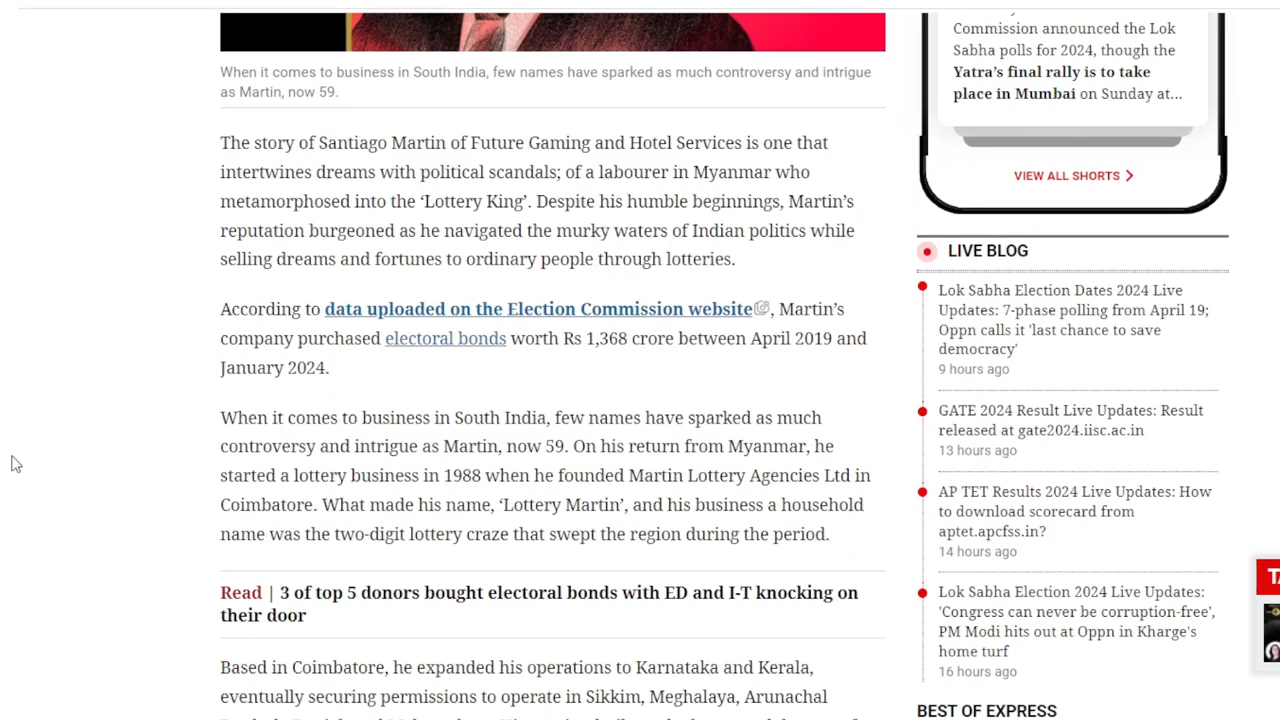 When it comes to business in South India, few names have sparked as much controversy and intrigue
as Martin, now 59.
The story of Santiago Martin of Future Gaming and Hotel Services is one that
intertwines dreams with political scandals; of a labourer in Myanmar who
metamorphosed into the ‘Lottery King’. Despite his humble beginnings, Martin’s
reputation burgeoned as he navigated the murky waters of Indian politics while
selling dreams and fortunes to ordinary people through lotteries.
According to data uploaded on the Election Commission website, Martin’s
company purchased electoral bonds worth Rs 1,368 crore between April 2019 and
January 2024.
When it comes to business in South India, few names have sparked as much
controversy and intrigue as Martin, now 59. On his return from Myanmar, he
started a lottery business in 1988 when he founded Martin Lottery Agencies Ltd in
Coimbatore. What made his name, ‘Lottery Martin’, and his business a household
name was the two-digit lottery craze that swept the region during the period.
Read | 3 of top 5 donors bought electoral bonds with ED and I-T knocking on
their door
Based in Coimbatore, he expanded his operations to Karnataka and Kerala,
eventually securing permissions to operate in Sikkim, Meghalaya, Arunachal
Commission announced the Lok
Sabha polls for 2024, though the
Yatra’s final rally is to take
place in Mumbai on Sunday at...
VIEW ALL SHORTS
LIVE BLOG
Lok Sabha Election Dates 2024 Live
Updates: 7-phase polling from April 19;
Oppn calls it 'last chance to save
democracy'
9 hours ago
GATE 2024 Result Live Updates: Result
released at gate2024.iisc.ac.in
13 hours ago
AP TET Results 2024 Live Updates: How
to download scorecard from
aptet.apcfss.in?
14 hours ago
Lok Sabha Election 2024 Live Updates:
'Congress can never be corruption-free',
PM Modi hits out at Oppn in Kharge's
home turf
16 hours ago
BEST OF EXPRESS